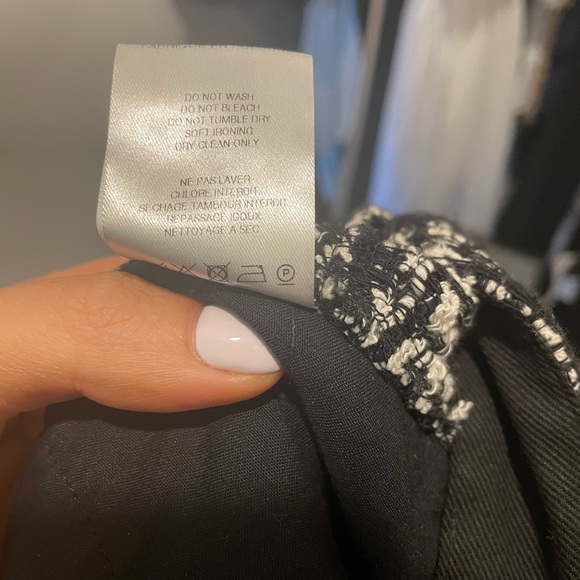 DO NOT WASH
DO NOT BLEACH
DO NOT TUMBLE DRY
SOFT IRONING
DRY CLEAN ONLY
NE PAS LAVER
CHLORE INTERDIT
SECHAGE TAMBOUR INTERDIT
REPASSAGE IDOUX
NETTOYAGE A SEC
P